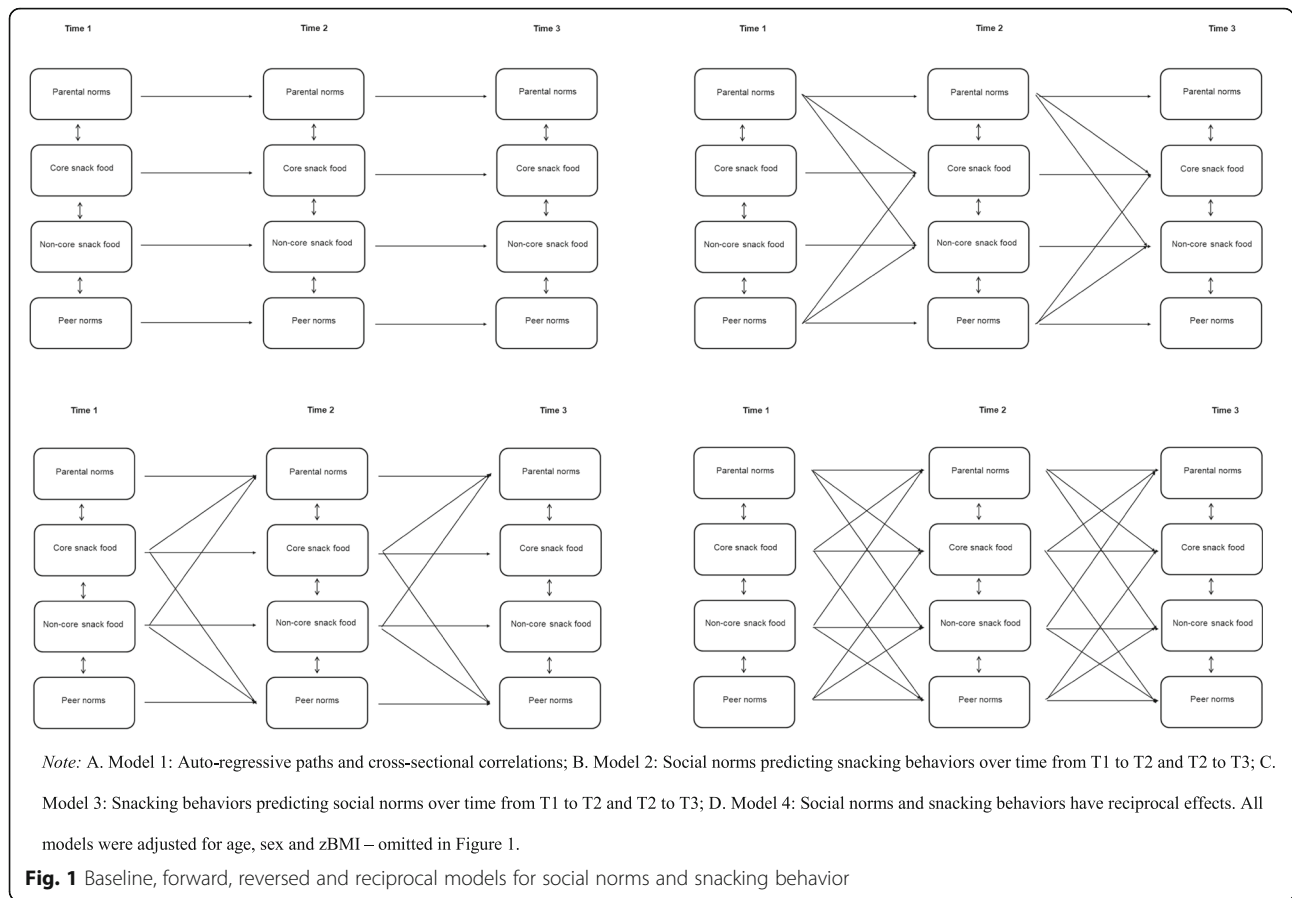 Time 1 Time 2 Time 3
Parental norms Parental norms Parental norms
Core snack food Core snack food Core snack food
Non-core snack food Non-core snack food Non-core snack food
Peer norms Peer norms Peer norms
Time 1 Time 2 Time 3
Parental norms Parental norms Parental norms
Core snack food Core snack food Core snack food
Non-core snack food Non-core snack food Non-core snack food
Peer norms Peer norms Peer norms
Time 1 Time 2 Time 3
Parental norms Parental norms Parental norms
Core snack food Core snack food Core snack food
Non-core snack food Non-core snack food Non-core snack food
Peer norms Peer norms Peer norms
Time 1 Time 2 Time 3
Parental norms Parental norms Parental norms
Core snack food Core snack food Core snack food
Non-core snack food Non-core snack food Non-core snack food
Peer norms Peer norms Peer norms
Note: A. Model 1: Auto-regressive paths and cross-sectional correlations; B. Model 2: Social norms predicting snacking behaviors over time from T1 to T2 and T2 to T3; C.
Model 3: Snacking behaviors predicting social norms over time from T1 to T2 and T2 to T3; D. Model 4: Social norms and snacking behaviors have reciprocal effects. All
models were adjusted for age, sex and zBMI – omitted in Figure 1.
Fig. 1 Baseline, forward, reversed and reciprocal models for social norms and snacking behavior